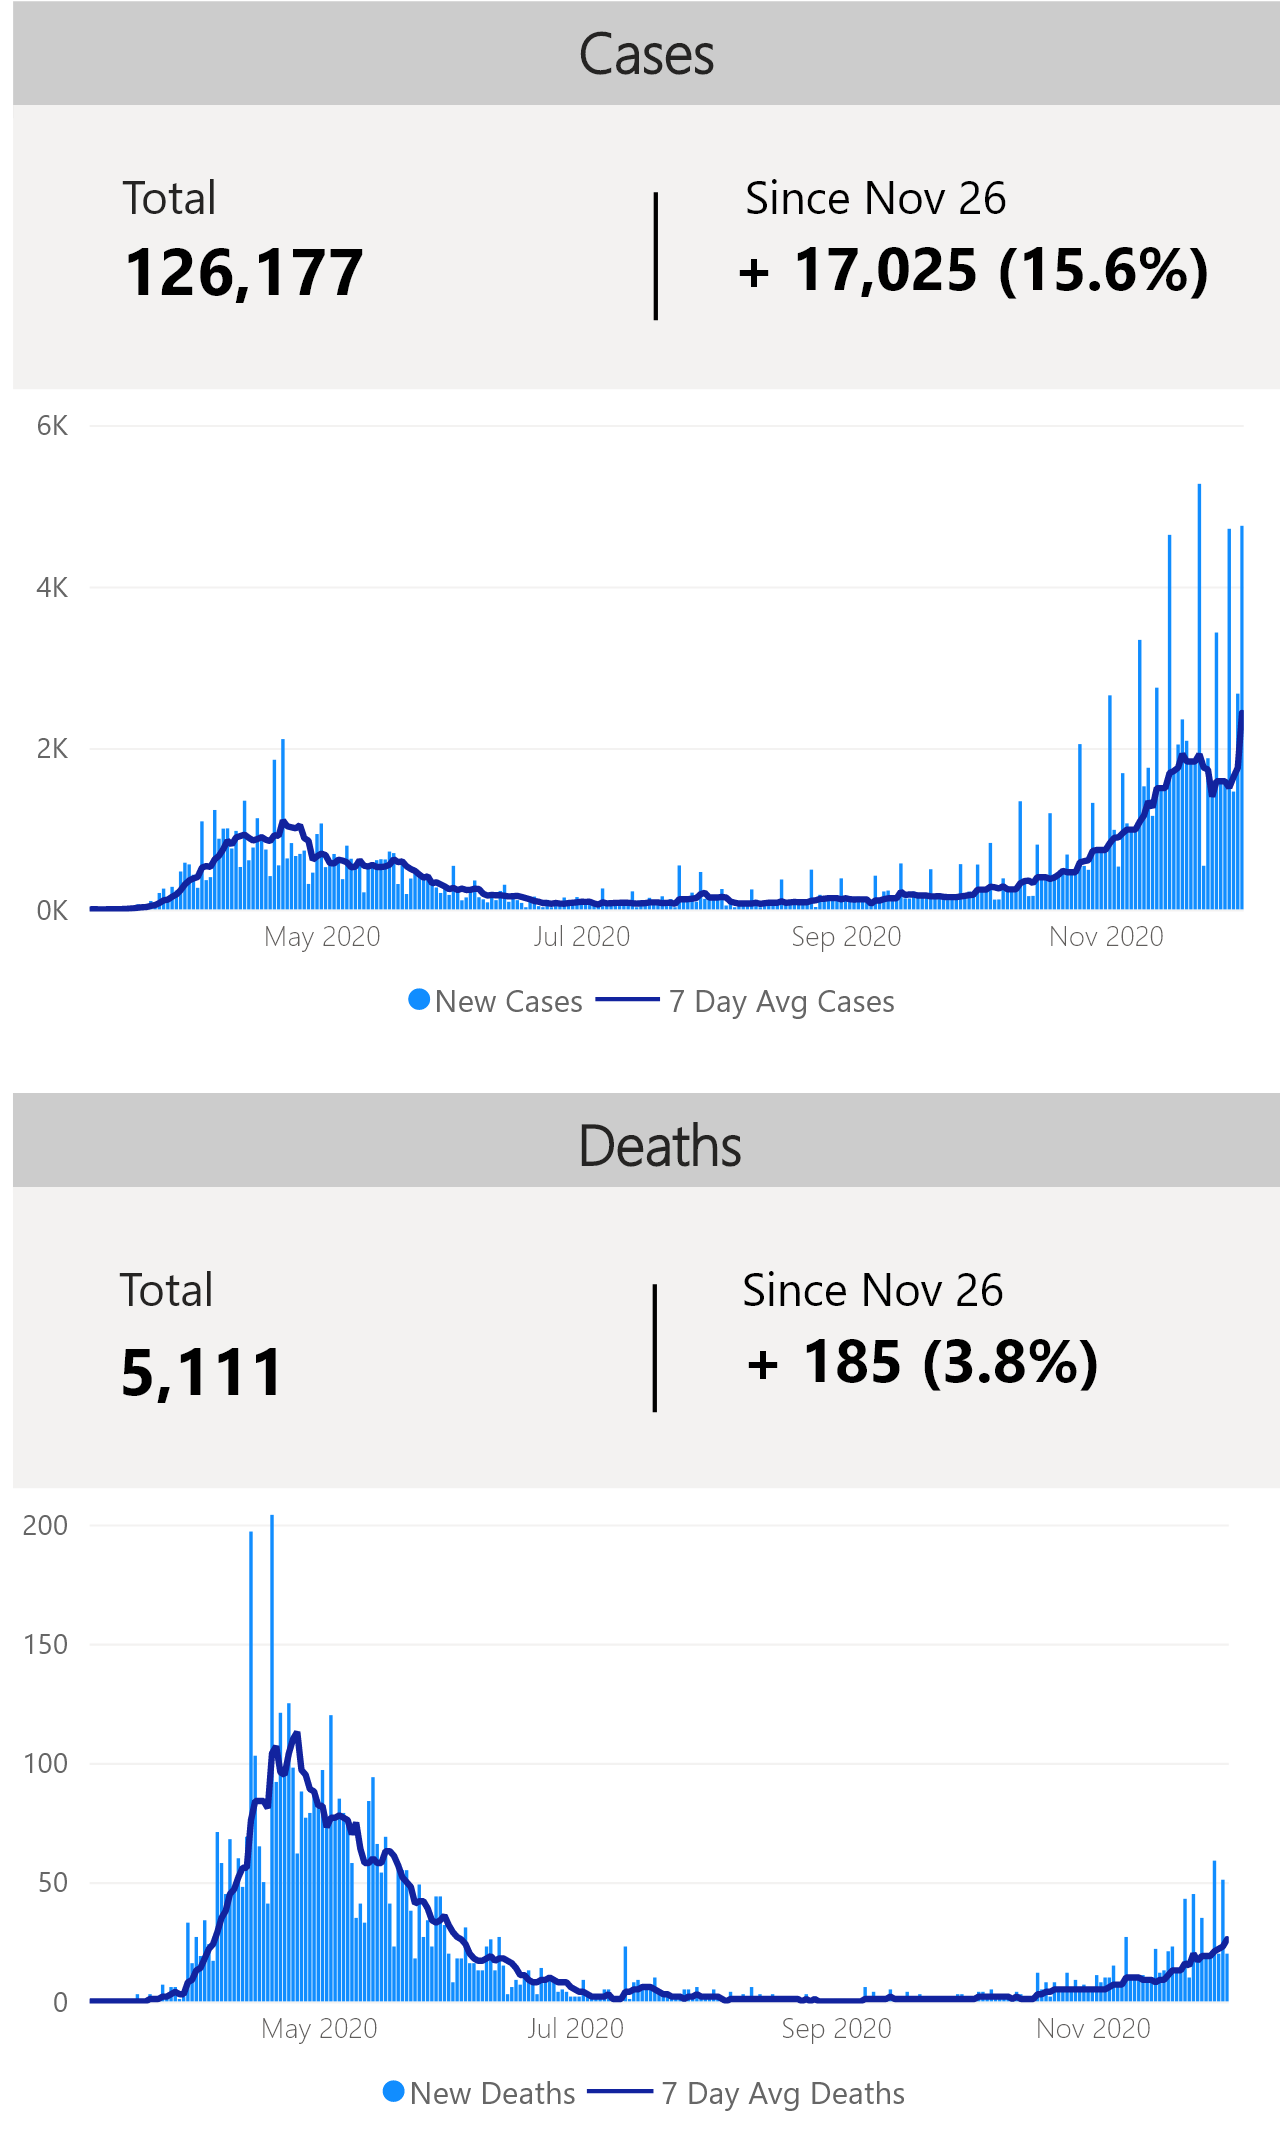 Cases
Total
Since Nov 26
126,177
+ 17,025 (15.6%)
6K
4K
2K
0K
May 2020
Jul 2020
Sep 2020
Nov 2020
New Cases
7 Day Avg Cases
Deaths
Total
Since Nov 26
5,111
+ 185 (3.8%)
200
150
100
50
0
May 2020
Jul 2020
Sep 2020
Nov 2020
New Deaths
7 Day Avg Deaths